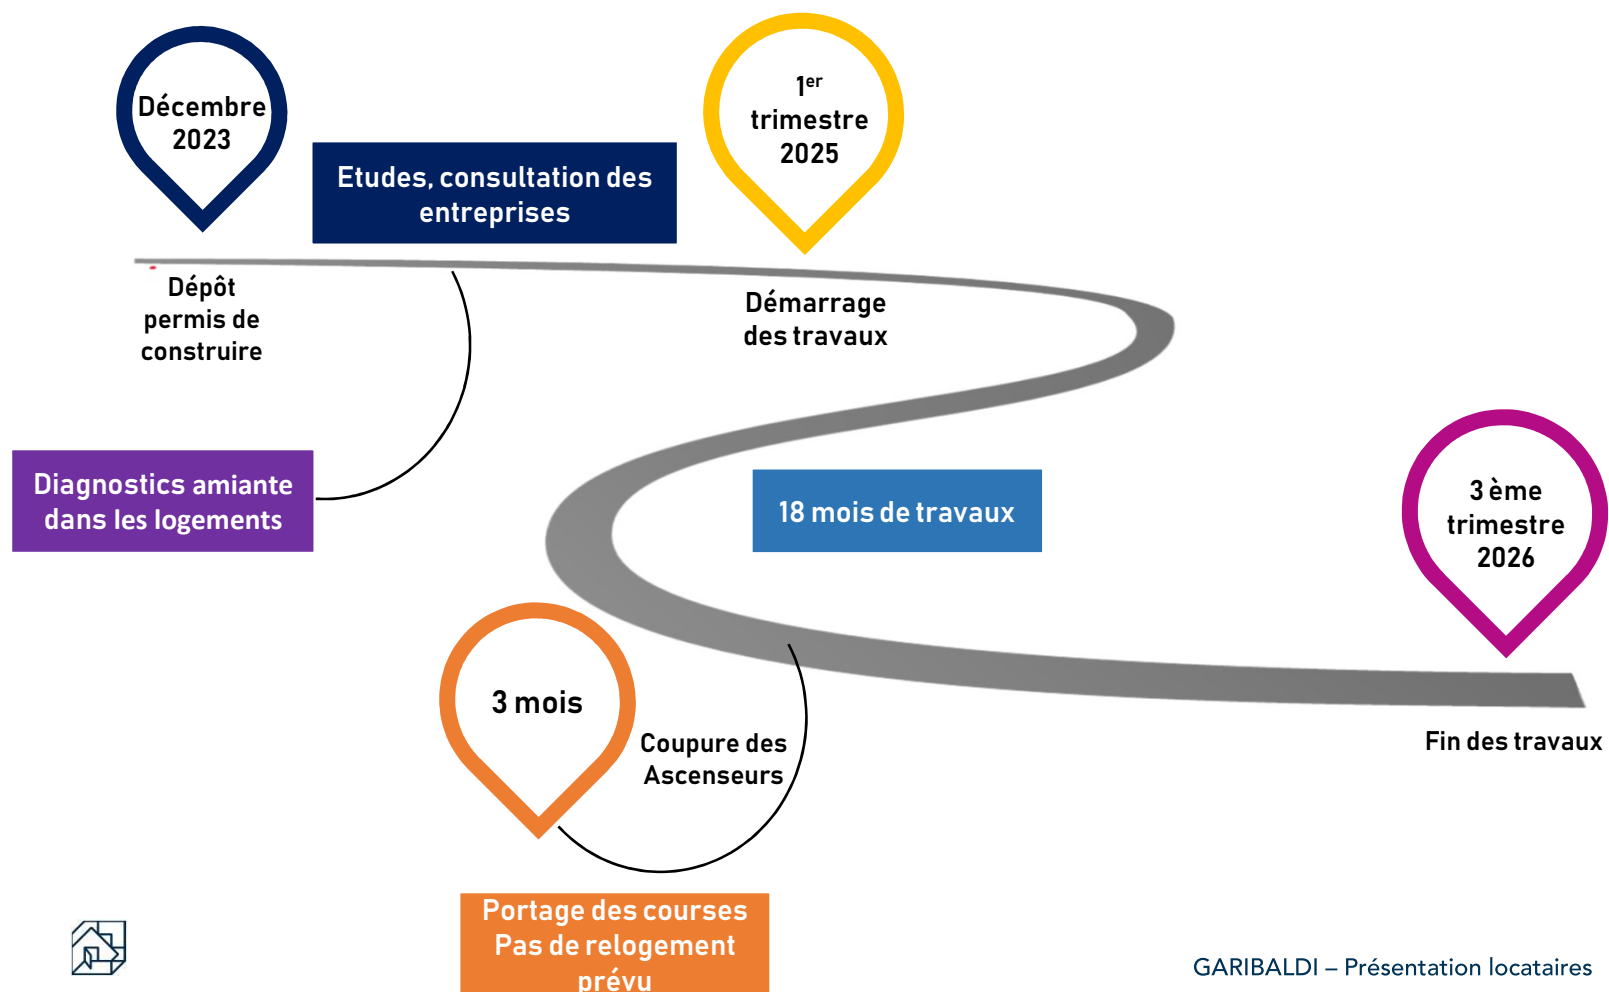 Décembre
2023
Etudes, consultation des
entreprises
1er
trimestre
2025
Dépôt
permis de
construire
Démarrage
des travaux
Diagnostics amiante
dans les logements
18 mois de travaux
3 ème
trimestre
2026
3 mois
Coupure des
Ascenseurs
Fin des travaux
Portage des courses
Pas de relogement
prévu
GARIBALDI – Présentation locataires